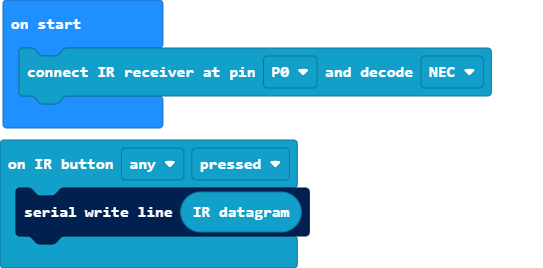 on start
connect IR receiver at pin P0 and decode NEC
on IR button any pressed
serial write line IR datagram